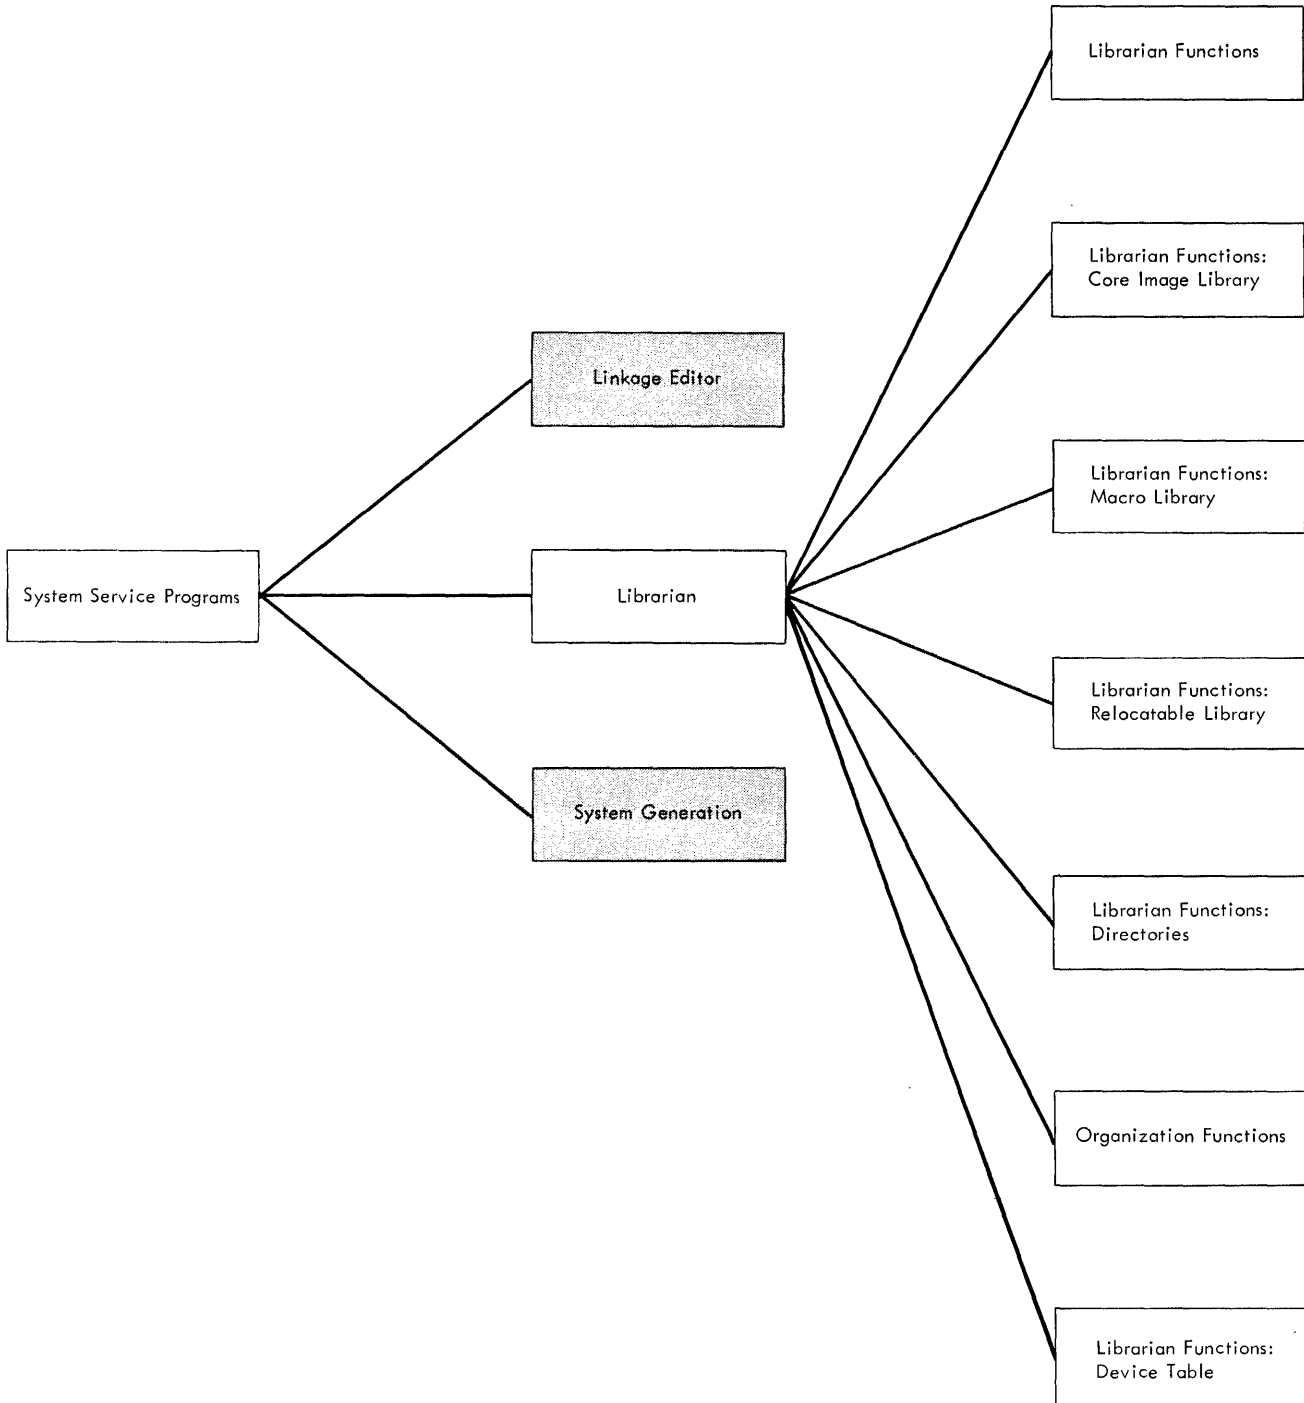 System Service Programs
Linkage Editor
Librarian
System Generation
Librarian Functions
Librarian Functions:
Core Image Library
Librarian Functions:
Macro Library
Librarian Functions:
Relocatable Library
Librarian Functions:
Directories
Organization Functions
Librarian Functions:
Device Table